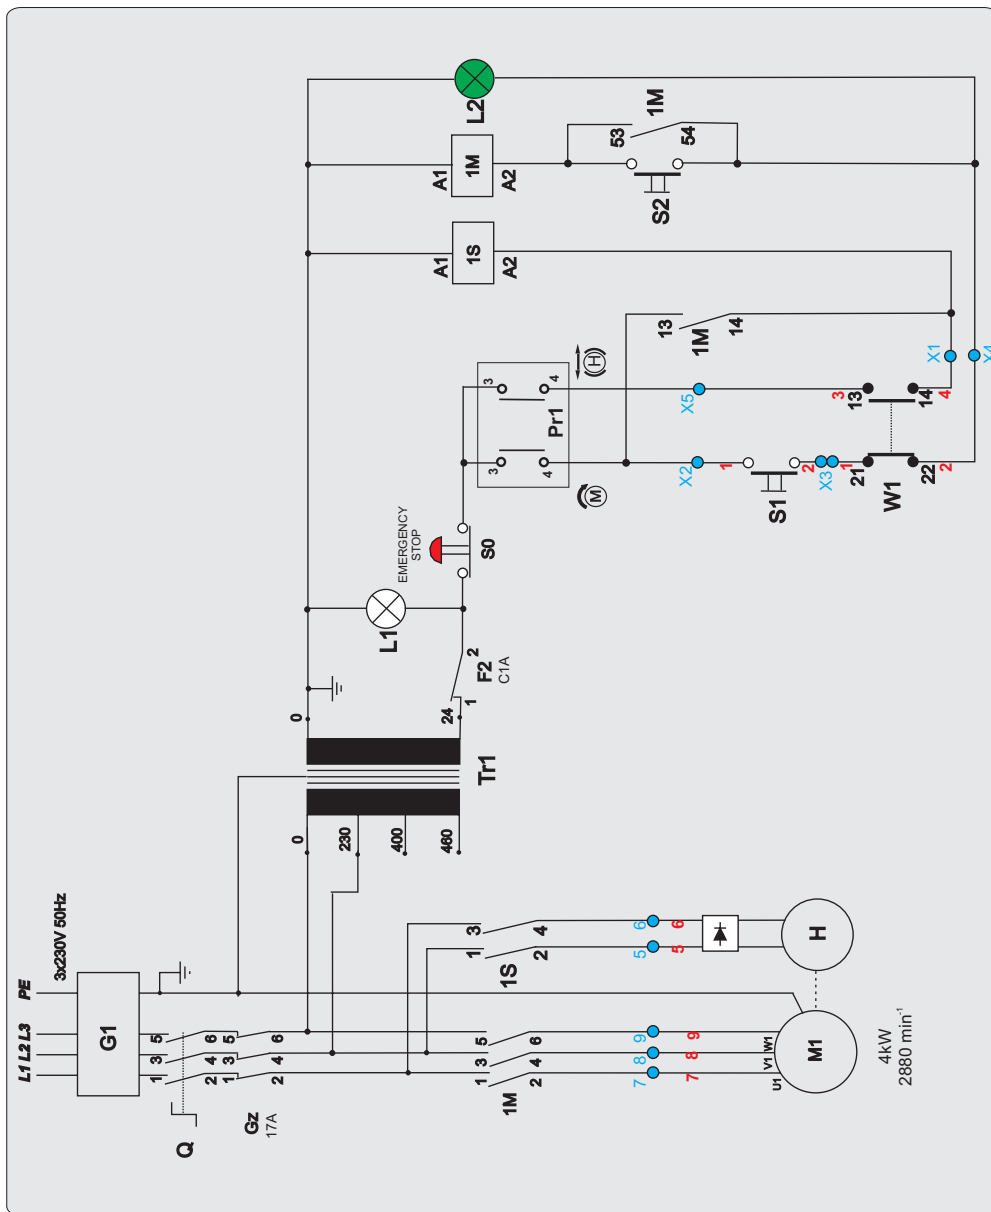 L1 L2 L3 PE
3x230V 50Hz
G1
1 3 5
2 4 6
Q
1 3 5
2 4 6
Gz
17A
1 3 5
2 4 6
1M
1 3
2 4
1S
7 8 9
7 8 9
5 6
5 6
U1 V1 W1
M1
4kW
2880 min-1
H
0
230
400
460
Tr1
0
24
1
2
F2
C1A
L1
EMERGENCY
STOP
S0
3
4
3
4
Pr1
M
H
X2
X5
1
2
S1
X3
1
21
22
2
W1
3
13
14
4
13
14
1M
X1
X4
A1
1S
A2
A1
1M
A2
53
54
1M
S2
L2